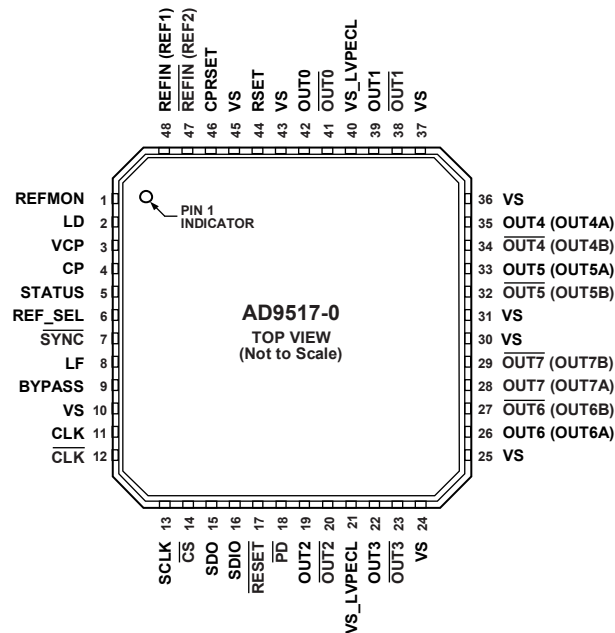 REFIN (REF1)
REFIN (REF2)
CPRSET
VS
RSET
VS
OUT0
OUT0
VS_LVPECL
OUT1
OUT1
VS
48 47 46 45 44 43 42 41 40 39 38 37
REFMON 1
LD 2
VCP 3
CP 4
STATUS 5
REF_SEL 6
SYNC 7
LF 8
BYPASS 9
VS 10
CLK 11
CLK 12
PIN 1
INDICATOR
AD9517-0
TOP VIEW
(Not to Scale)
36 VS
35 OUT4 (OUT4A)
34 OUT4 (OUT4B)
33 OUT5 (OUT5A)
32 OUT5 (OUT5B)
31 VS
30 VS
29 OUT7 (OUT7B)
28 OUT7 (OUT7A)
27 OUT6 (OUT6B)
26 OUT6 (OUT6A)
25 VS
13 14 15 16 17 18 19 20 21 22 23 24
SCLK
CS
SDO
SDIO
RESET
PD
OUT2
OUT2
VS_LVPECL
OUT3
OUT3
VS